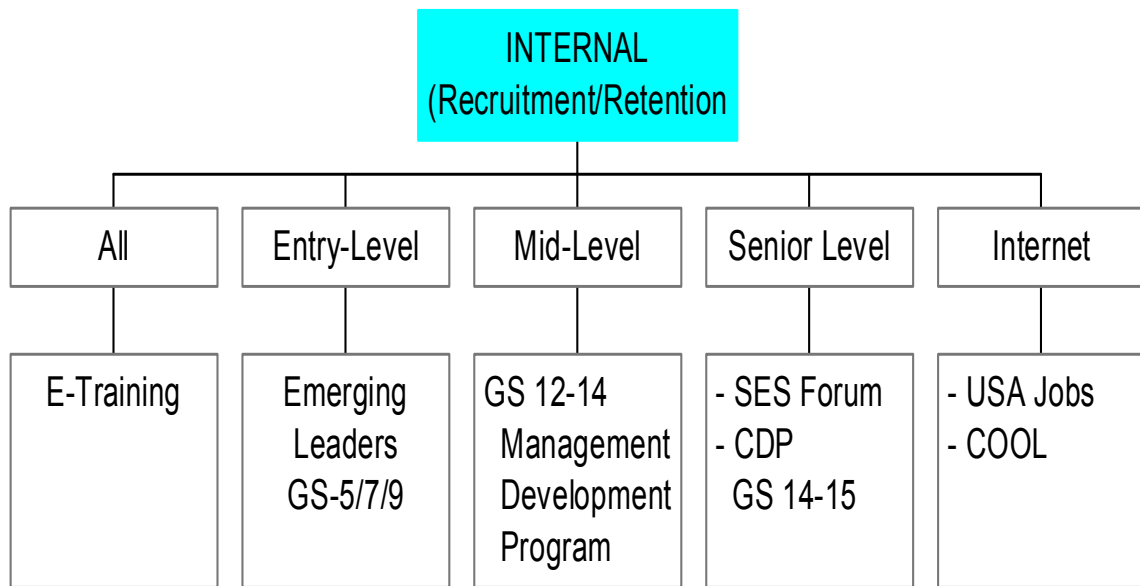 INTERNAL
(Recruitment/Retention
All
Entry-Level
Mid-Level
Senior Level
Internet
E-Training
Emerging
Leaders
GS-5/7/9
GS 12-14
Management
Development
Program
- SES Forum
- CDP
GS 14-15
- USA Jobs
- COOL